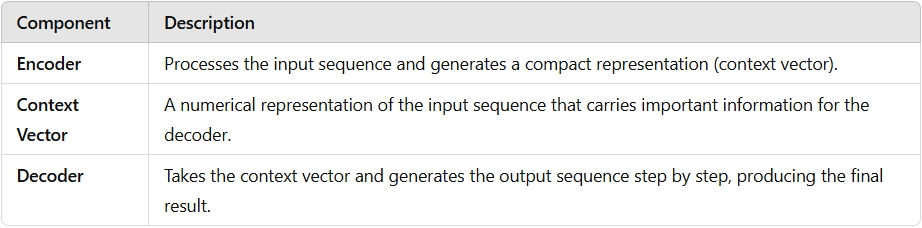 Component Description
Encoder Processes the input sequence and generates a compact representation (context vector).
Context A numerical representation of the input sequence that carries important information for the
Vector decoder.
Decoder Takes the context vector and generates the output sequence step by step, producing the final
result.